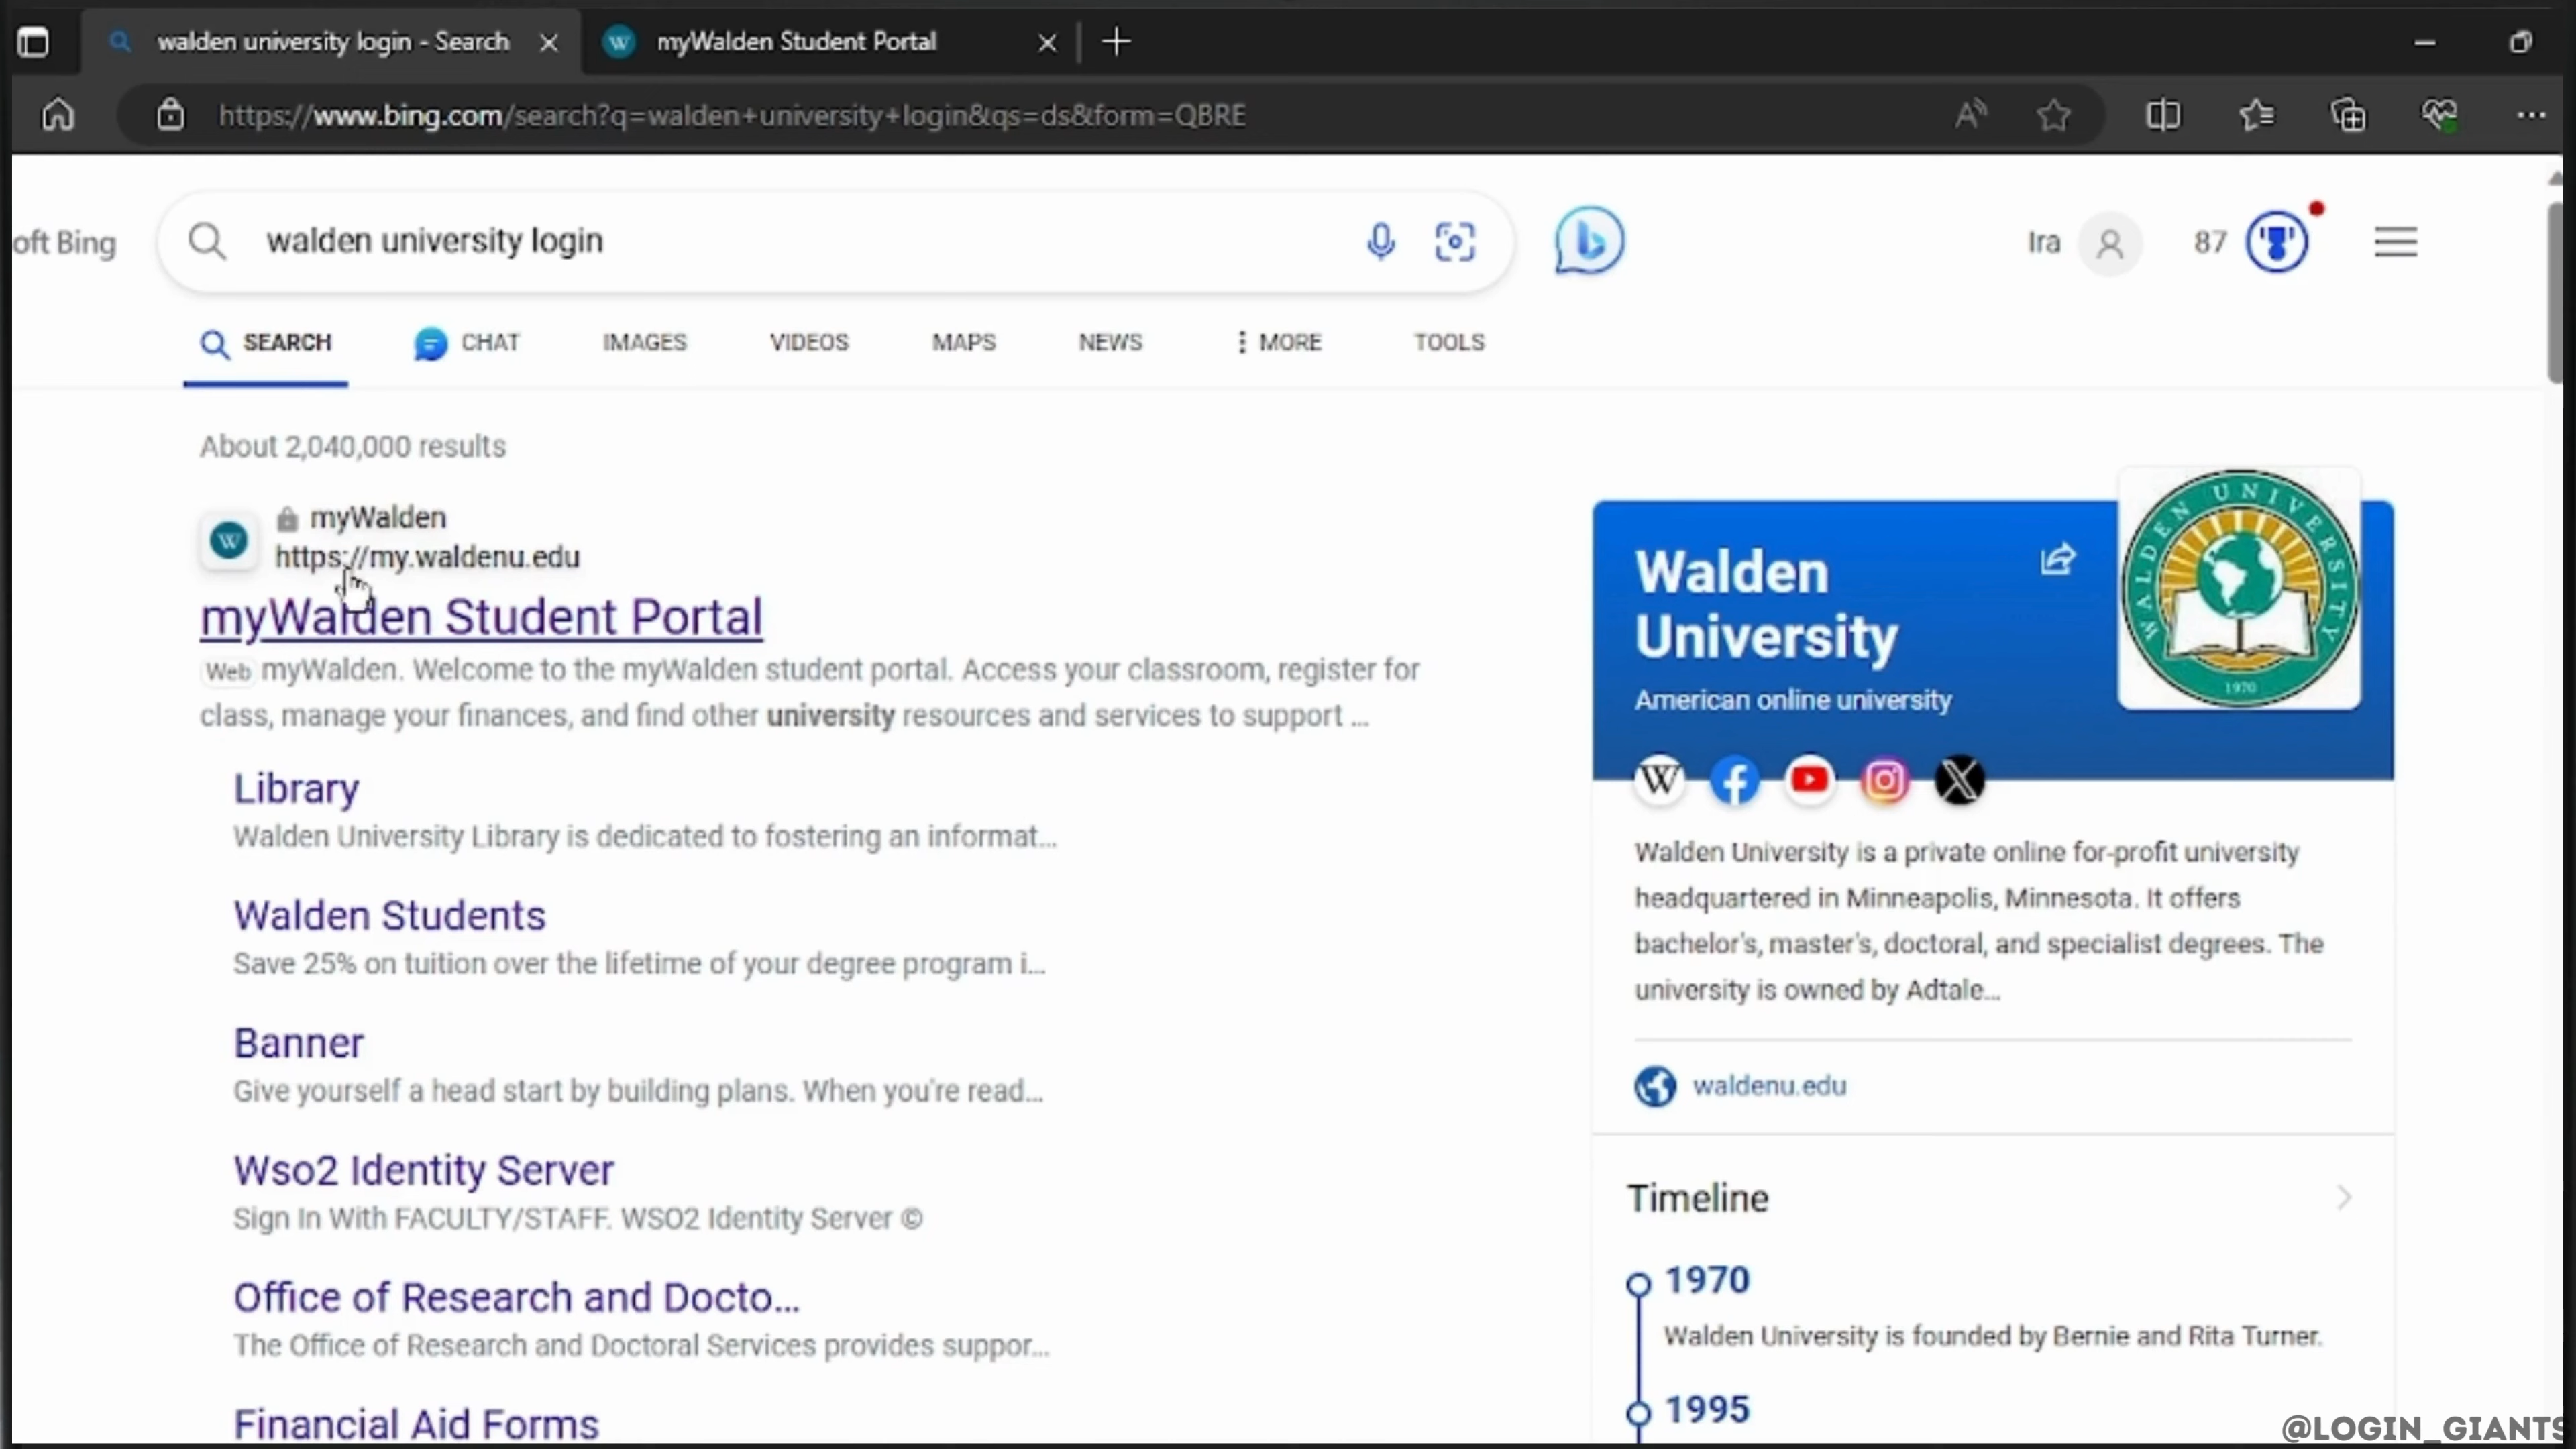 walden university login - Search
myWalden Student Portal
https://www.bing.com/search?q=walden+university+login&qs=ds&form=QBRE
oft Bing
walden university login
Ira
87
SEARCH
CHAT
IMAGES
VIDEOS
MAPS
NEWS
MORE
TOOLS
About 2,040,000 results
myWalden
https://my.waldenu.edu
myWalden Student Portal
Web myWalden. Welcome to the myWalden student portal. Access your classroom, register for
class, manage your finances, and find other university resources and services to support ...
Library
Walden University Library is dedicated to fostering an informat...
Walden Students
Save 25% on tuition over the lifetime of your degree program i...
Banner
Give yourself a head start by building plans. When you're read...
Wso2 Identity Server
Sign In With FACULTY/STAFF. WSO2 Identity Server ©
Office of Research and Docto...
The Office of Research and Doctoral Services provides suppor...
Financial Aid Forms
Walden
University
American online university
WALDEN UNIVERSITY
1970
Walden University is a private online for-profit university
headquartered in Minneapolis, Minnesota. It offers
bachelor's, master's, doctoral, and specialist degrees. The
university is owned by Adtale...
waldenu.edu
Timeline
1970
Walden University is founded by Bernie and Rita Turner.
1995
@LOGIN_GIANTS